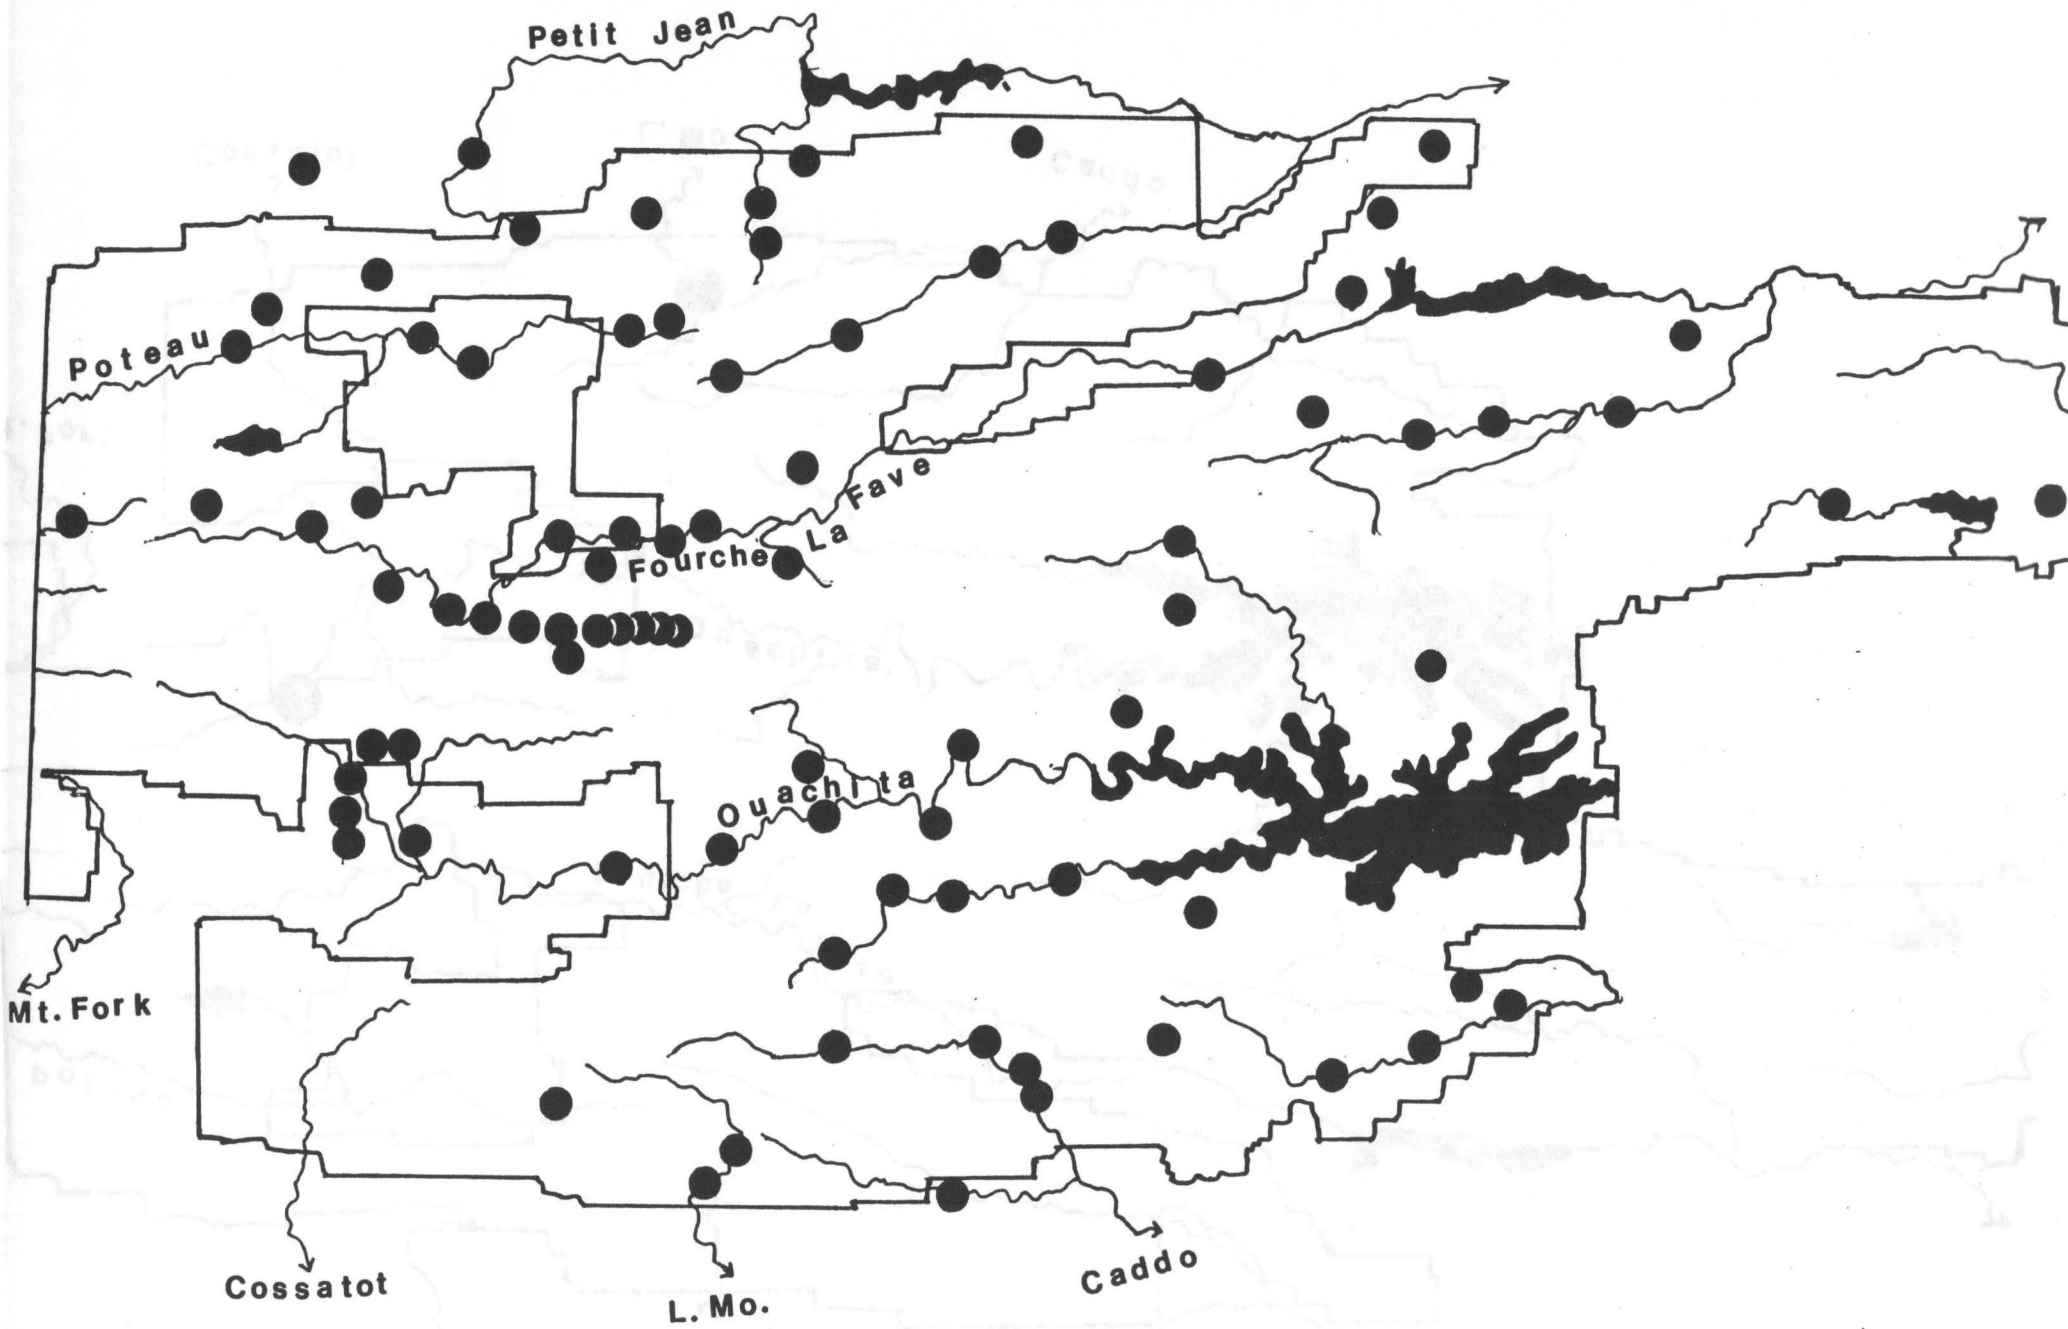 Petit Jean
Poteau
Fourche La Fave
Ouachita
Mt. Fork
Cossatot
L. Mo.
Caddo